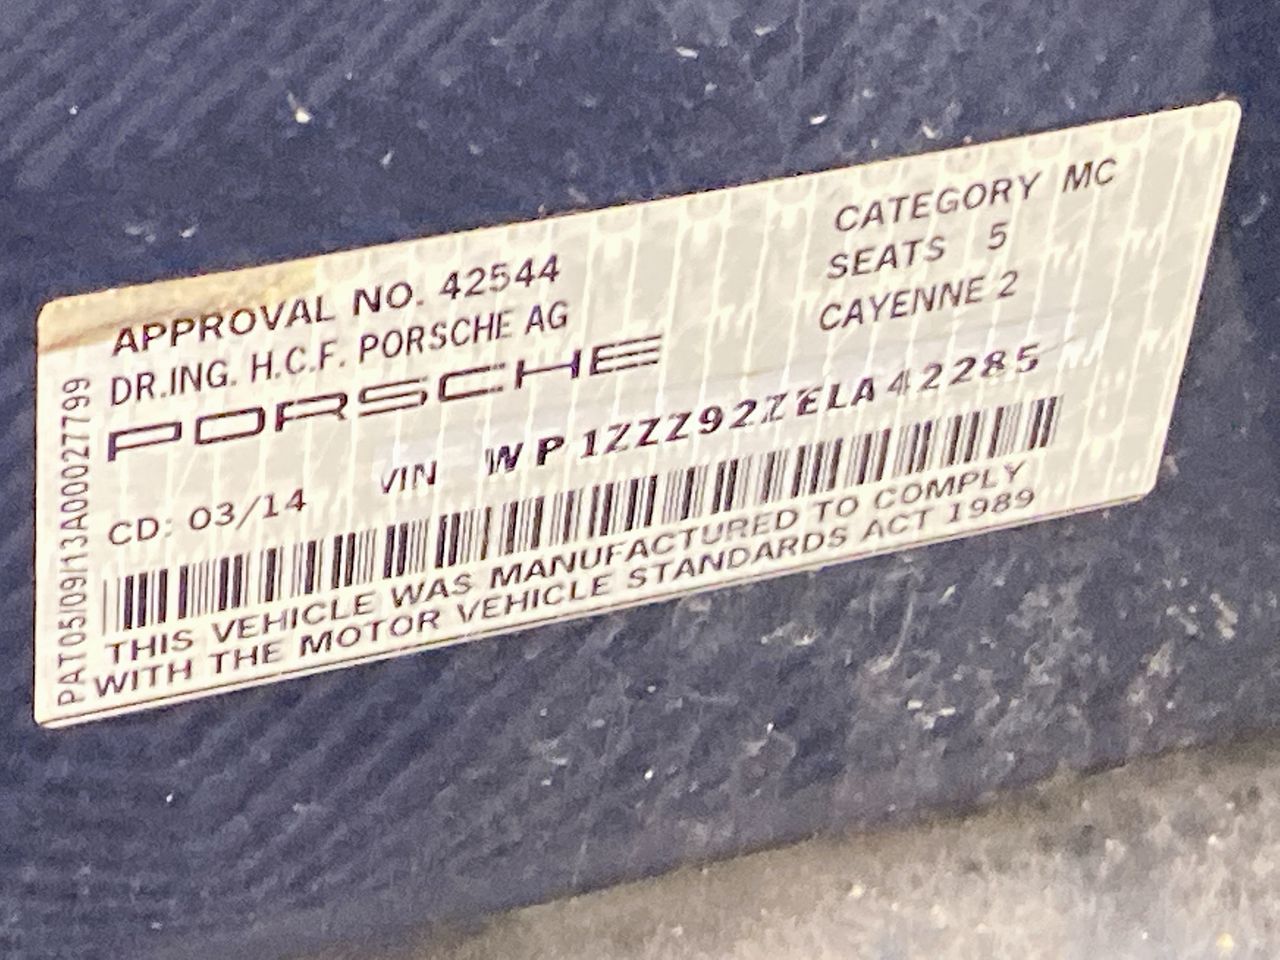 APPROVAL NO. 42544
DR.ING. H.C.F. PORSCHE AG
PORSCHE
CATEGORY MC
SEATS 5
CAYENNE 2
CD: 03/14
VIN WP1ZZZ92ZELA42285
THIS VEHICLE WAS MANUFACTURED TO COMPLY
WITH THE MOTOR VEHICLE STANDARDS ACT 1989
PAT05/09/113A00027799